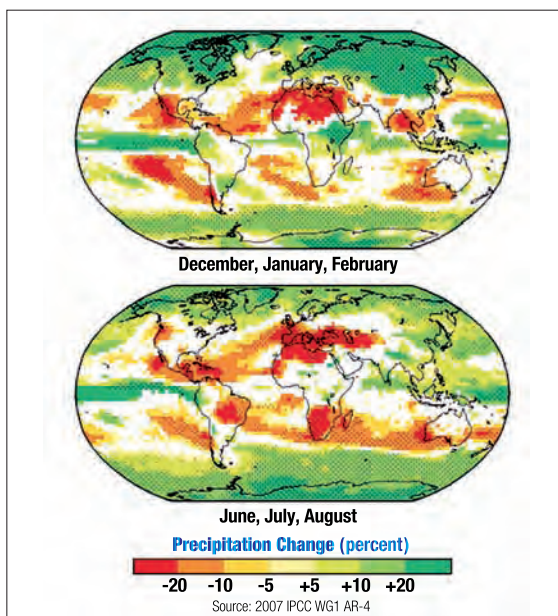 December, January, February
June, July, August
Precipitation Change (percent)
-20 -10 -5 +5 +10 +20
Source: 2007 IPCC WG1 AR-4